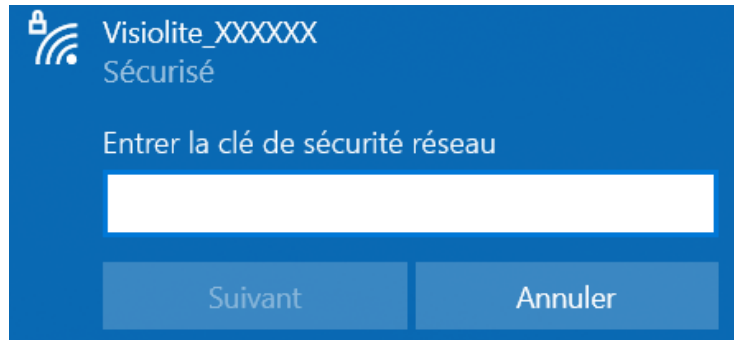 Visiolite_XXXXXX
Sécurisé
Entrer la clé de sécurité réseau
Suivant Annuler